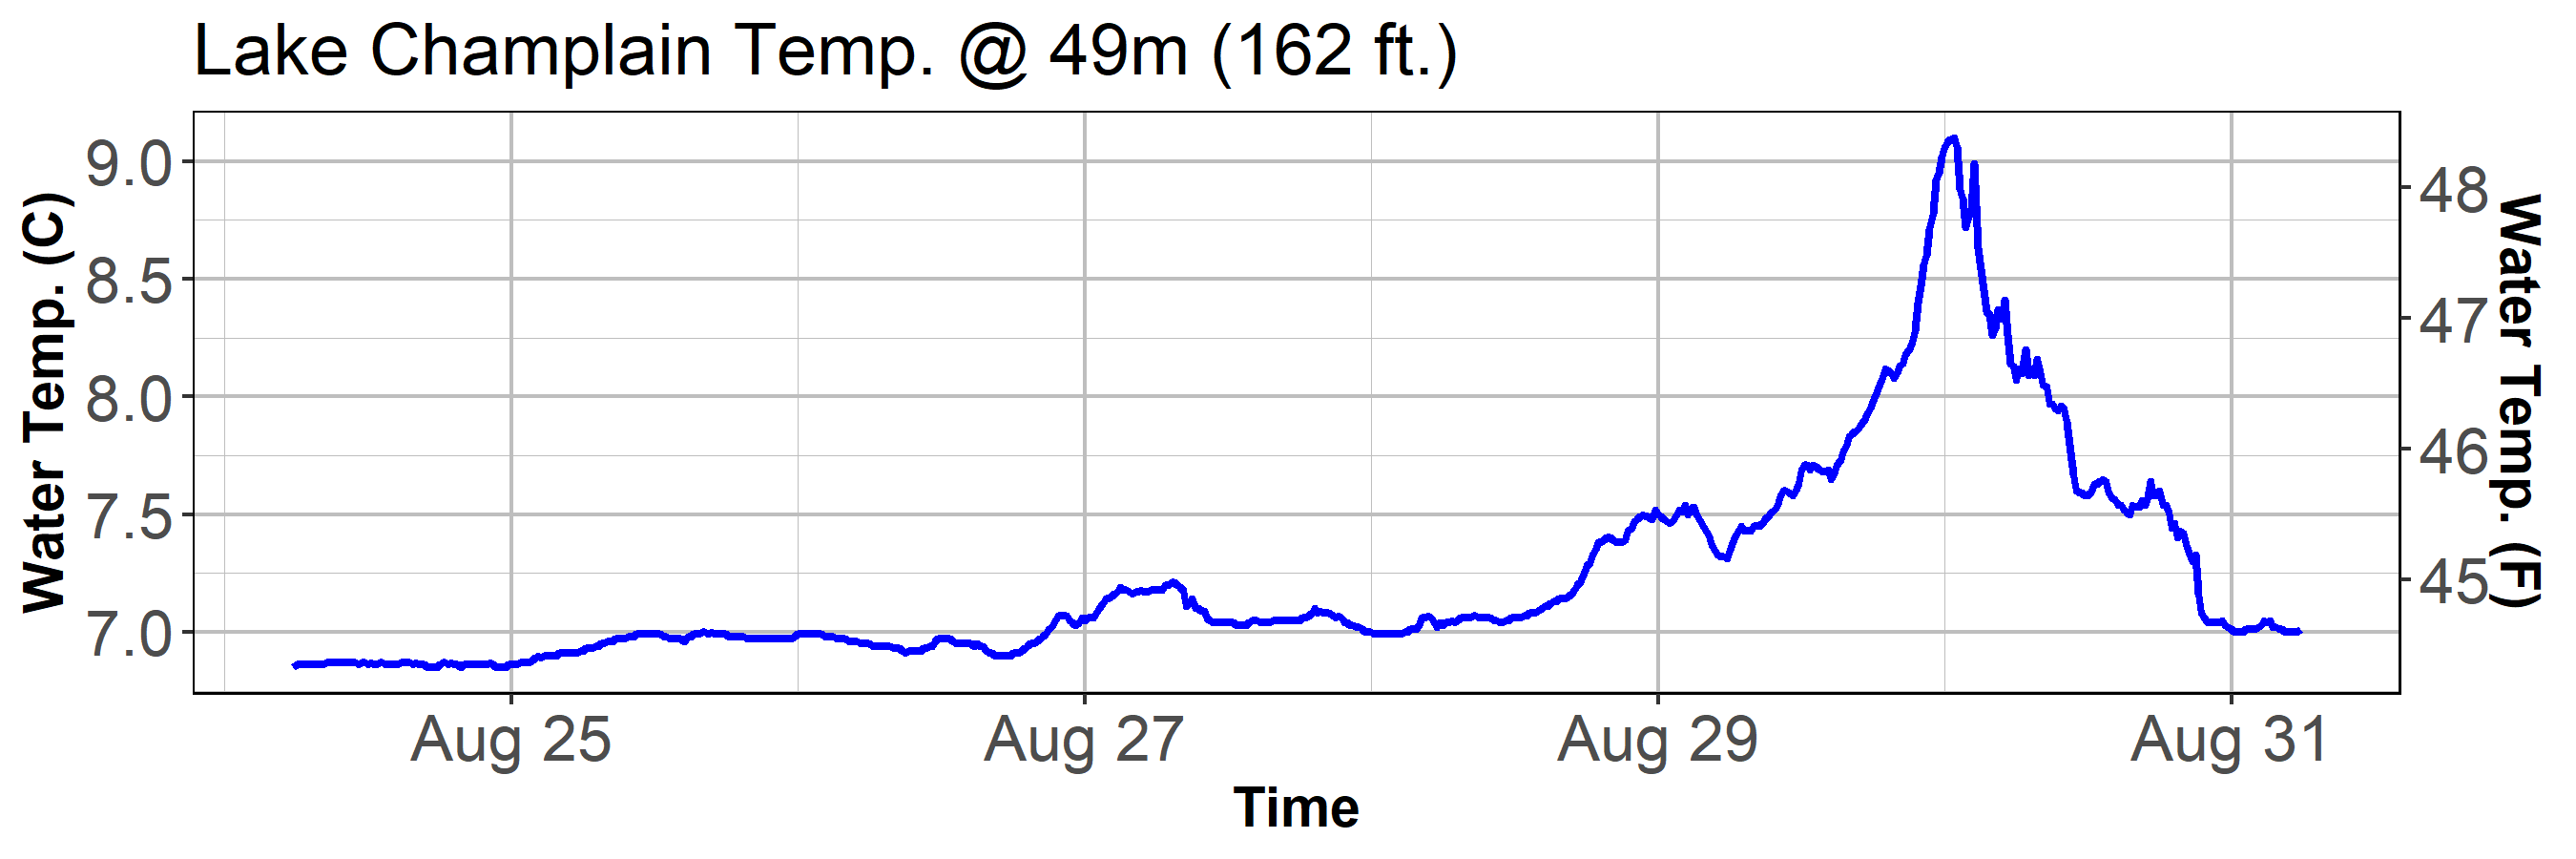 Lake Champlain Temp. @ 49m (162 ft.)
Water Temp. (C)
9.0
8.5
8.0
7.5
7.0
48
47
46
45
Water Temp. (F)
Aug 25
Aug 27
Aug 29
Aug 31
Time